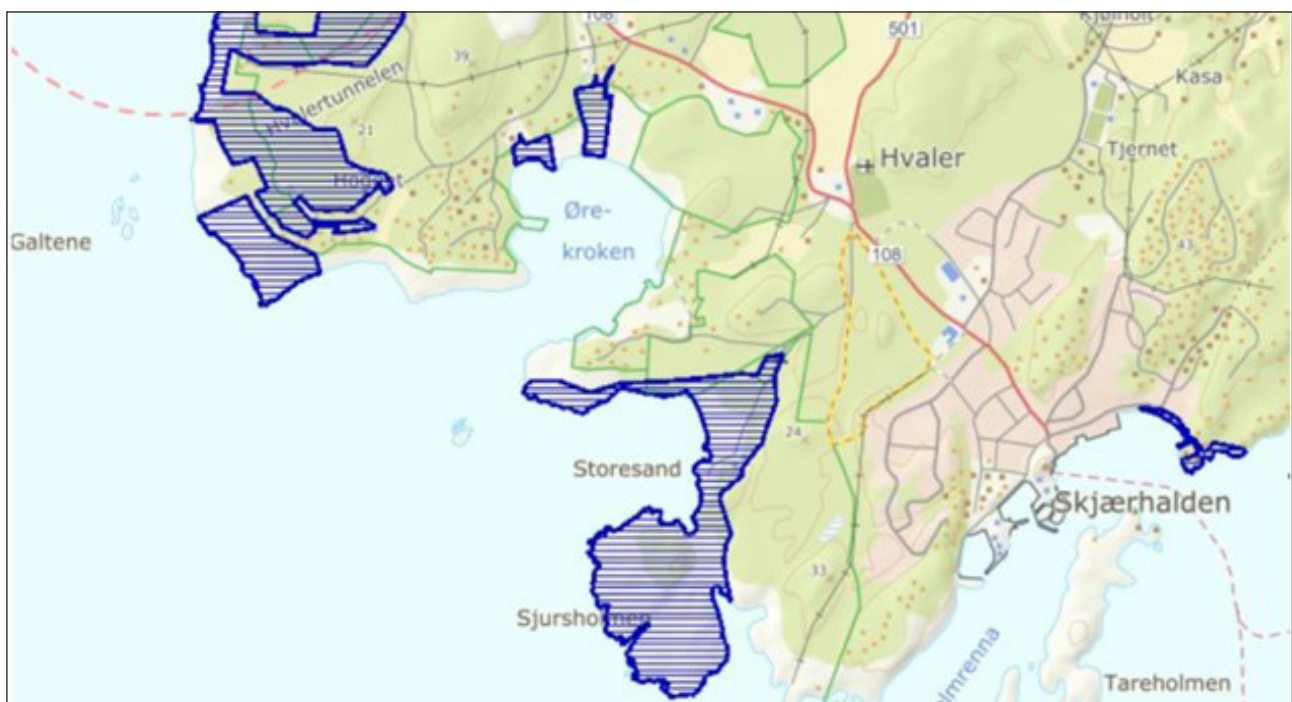 108
501
Kjølholt
39
Kasa
Hvalertunnelen
21
Tjernet
Hvaler
Øre-
kroken
Galtene
43
108
24
Storesand
Skjærhalden
33
Sjursholmen
Tareholmen